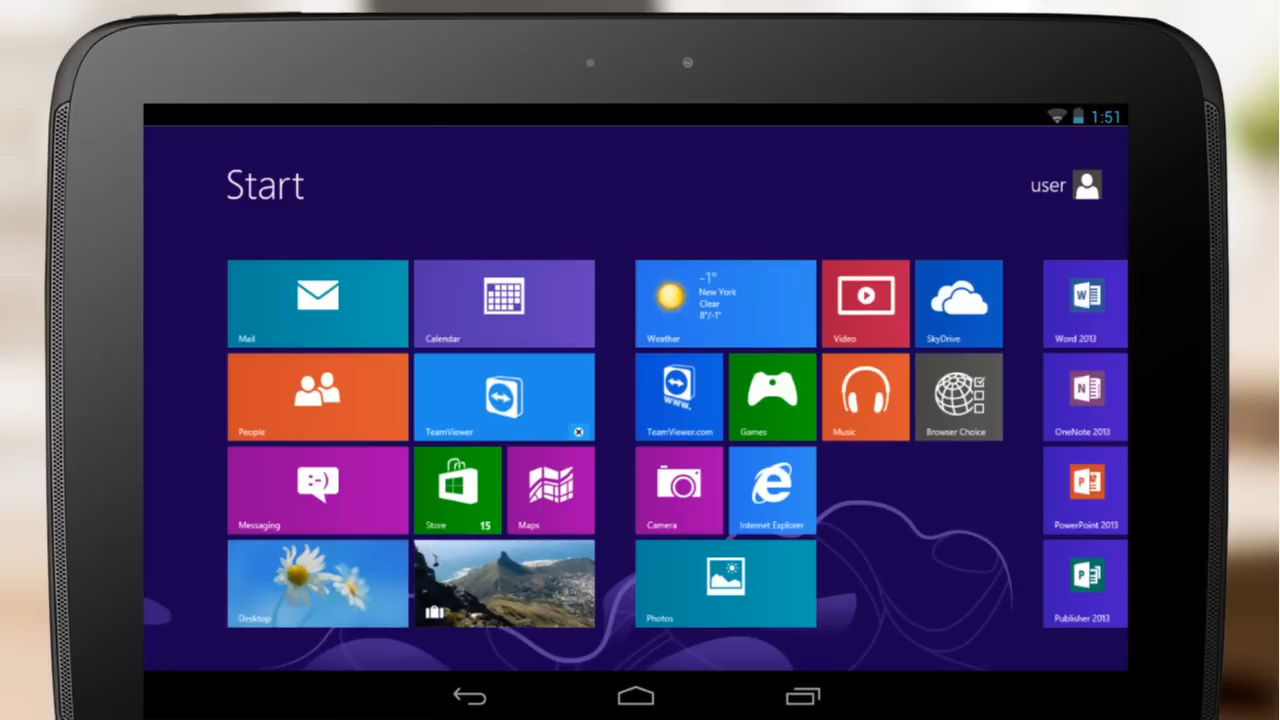 1:51
Start
user
Mail
Calendar
-1°
New York
Clear
8°/-1°
Weather
Video
SkyDrive
Word 2013
People
TeamViewer
www.
TeamViewer.com
Games
Music
Browser Choice
OneNote 2013
Messaging
Store
15
Maps
Camera
Internet Explorer
PowerPoint 2013
Desktop
Photos
Publisher 2013